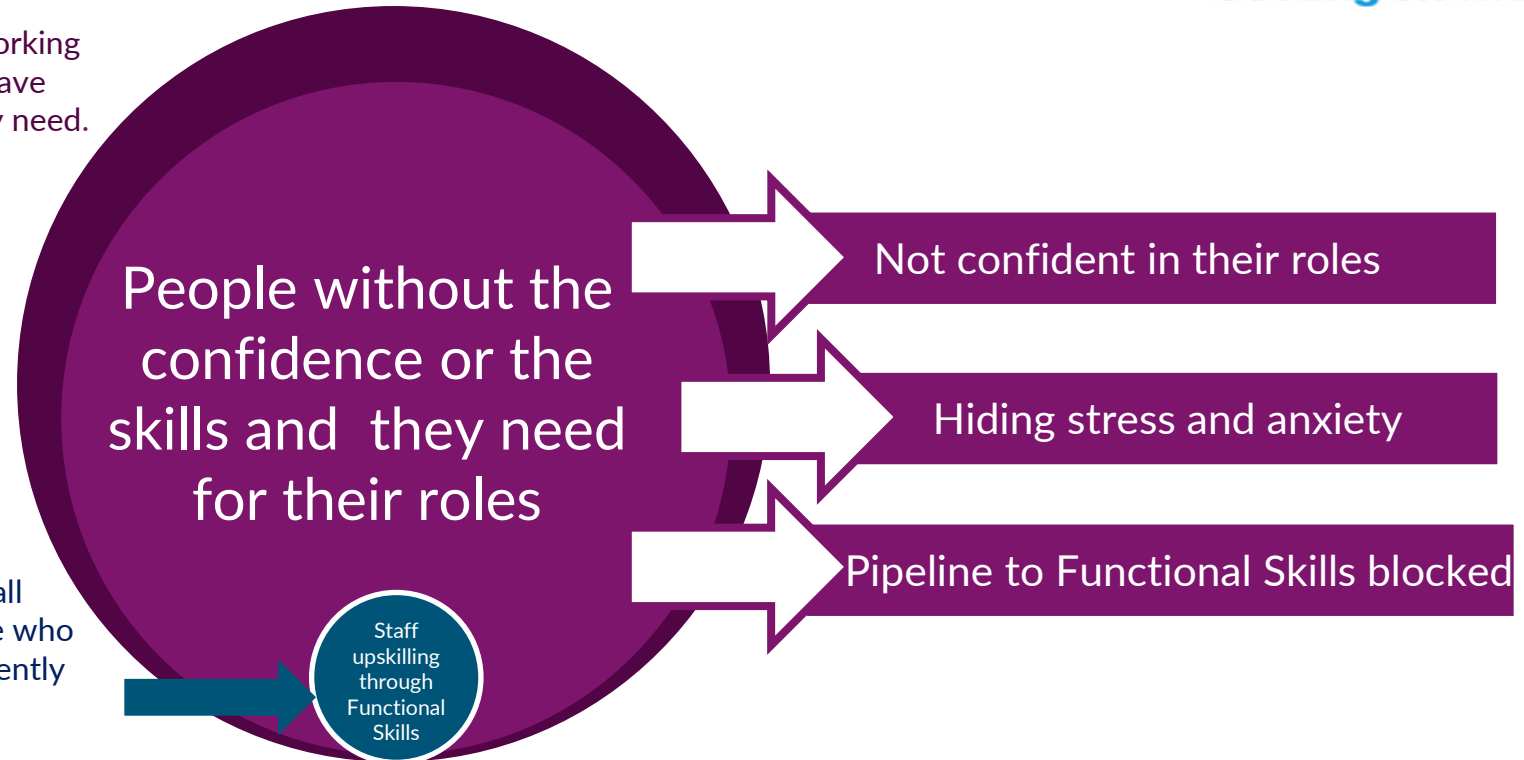 orking
ave
need.
People without the
confidence or the
skills and they need
for their roles
Not confident in their roles
Hiding stress and anxiety
Pipeline to Functional Skills blocked
all
who
ently
Staff
upskilling
through
Functional
Skills